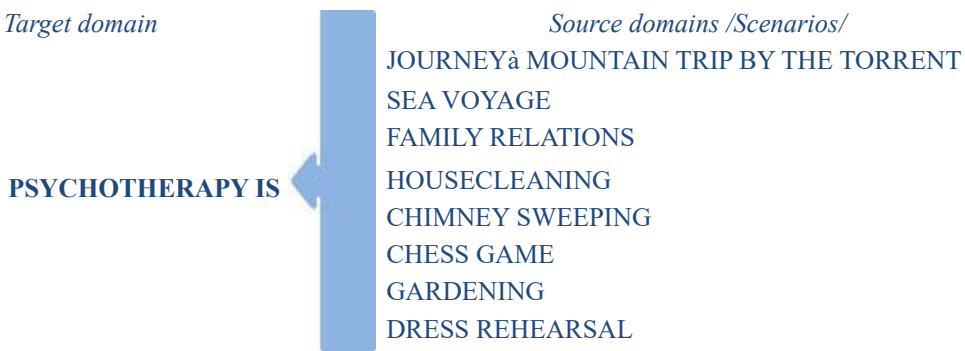 Target domain
Source domains /Scenarios/
JOURNEYà MOUNTAIN TRIP BY THE TORRENT
SEA VOYAGE
FAMILY RELATIONS
PSYCHOTHERAPY IS
HOUSECLEANING
CHIMNEY SWEEPING
CHESS GAME
GARDENING
DRESS REHEARSAL